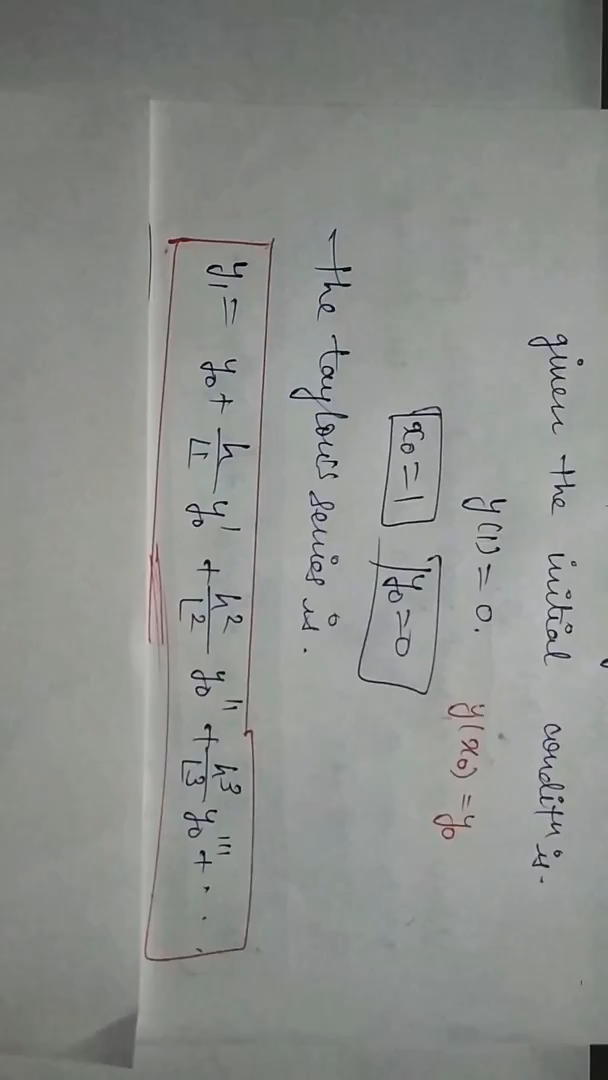 given the initial conditⁿ is.
y(1) = 0. y(x₀) = y₀
x₀ = 1 y₀ = 0
the taylor's series is.
y₁ = y₀ + h/⌊1 y₀' + h²/⌊2 y₀'' + h³/⌊3 y₀''' + . . .